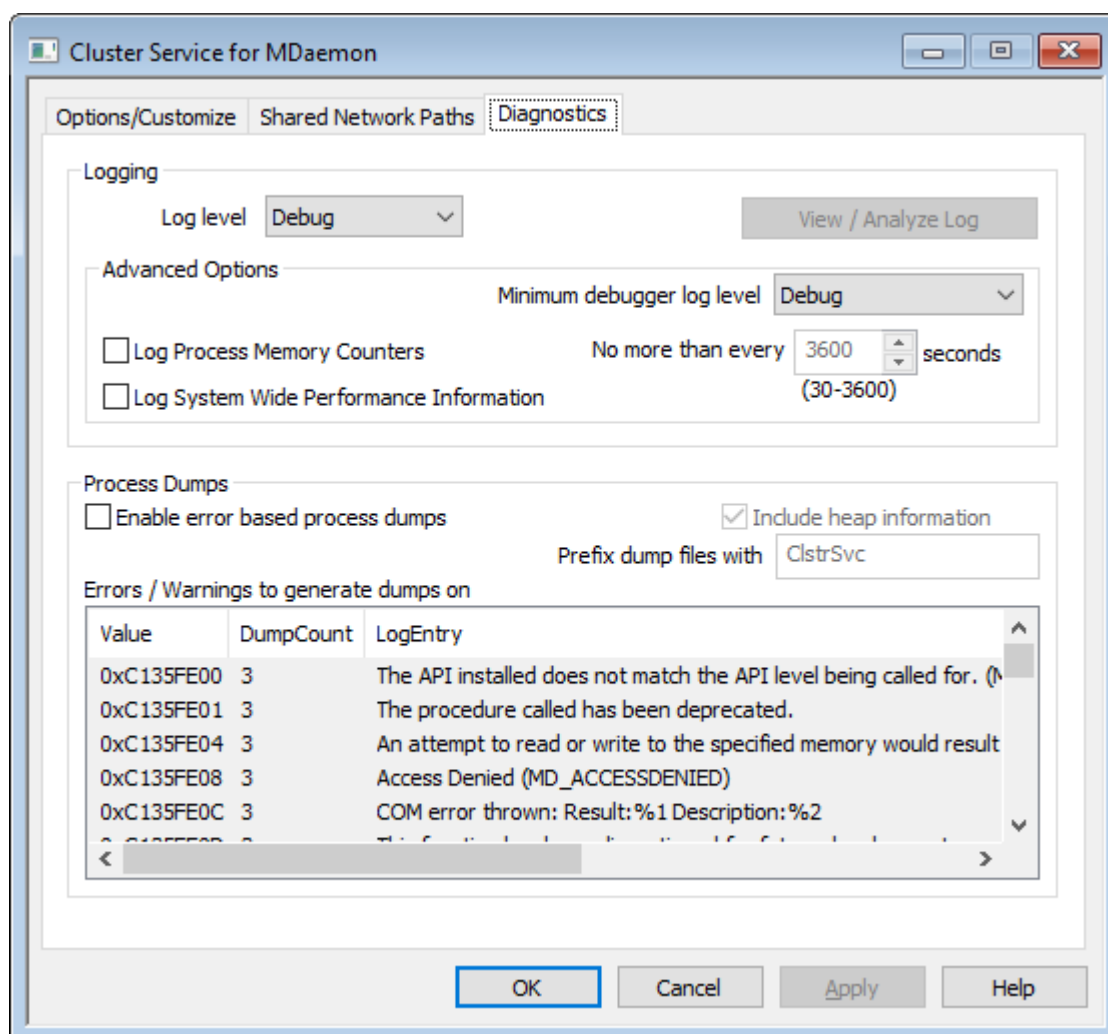 Cluster Service for MDaemon
Options/Customize Shared Network Paths Diagnostics
Logging
Log level Debug View / Analyze Log
Advanced Options
Minimum debugger log level Debug
Log Process Memory Counters No more than every 3600 seconds
Log System Wide Performance Information (30-3600)
Process Dumps
Enable error based process dumps Include heap information
Prefix dump files with ClstrSvc
Errors / Warnings to generate dumps on
Value DumpCount LogEntry
0xC135FE00 3 The API installed does not match the API level being called for.
0xC135FE01 3 The procedure called has been deprecated.
0xC135FE04 3 An attempt to read or write to the specified memory would result
0xC135FE08 3 Access Denied (MD_ACCESSDENIED)
0xC135FE0C 3 COM error thrown: Result:%1 Description:%2
OK Cancel Apply Help